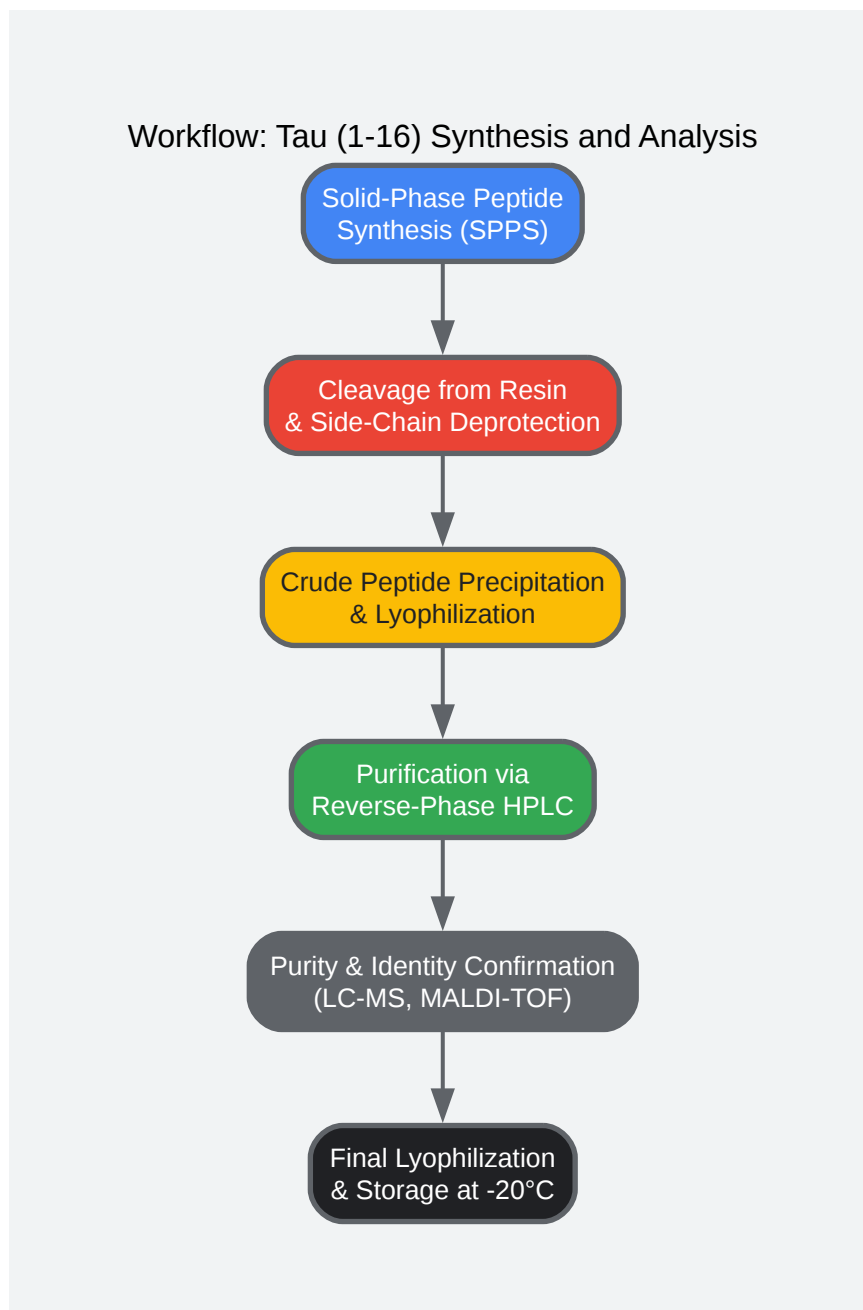 Workflow: Tau (1-16) Synthesis and Analysis
Solid-Phase Peptide
Synthesis (SPPS)
Cleavage from Resin
& Side-Chain Deprotection
Crude Peptide Precipitation
& Lyophilization
Purification via
Reverse-Phase HPLC
Purity & Identity Confirmation
(LC-MS, MALDI-TOF)
Final Lyophilization
& Storage at -20°C